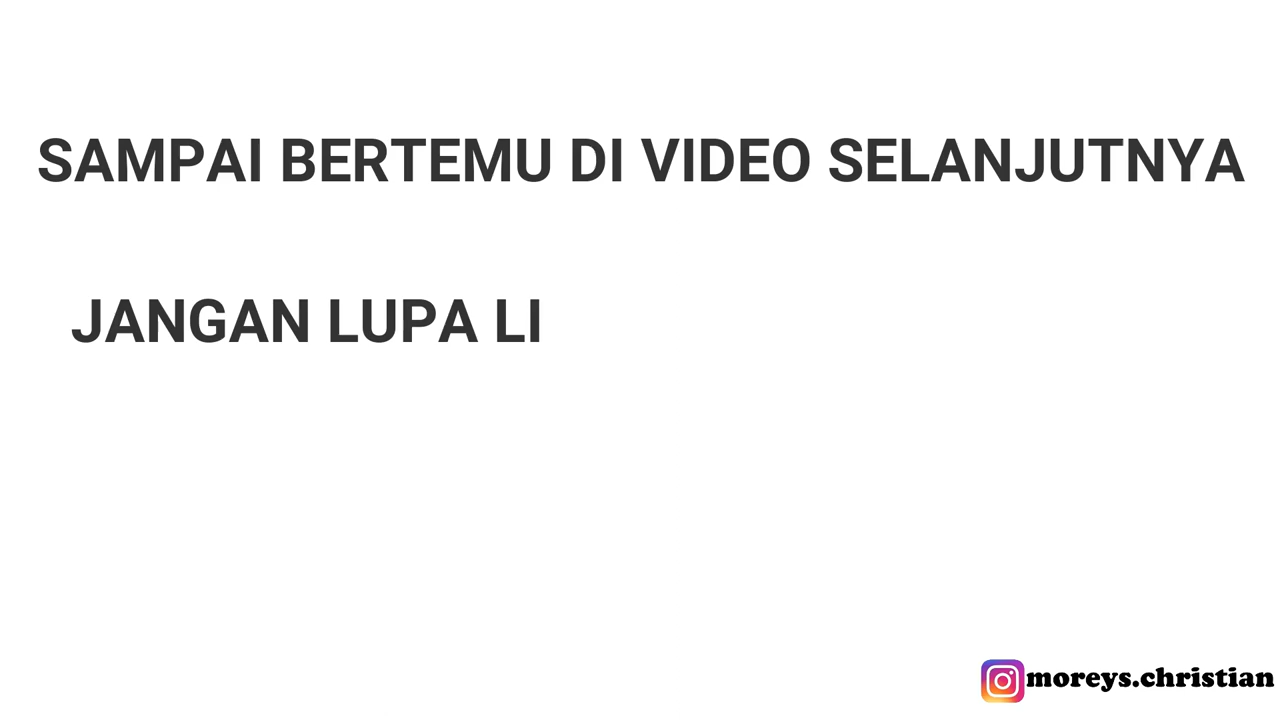 SAMPAI BERTEMU DI VIDEO SELANJUTNYA
JANGAN LUPA LI
moreys.christian